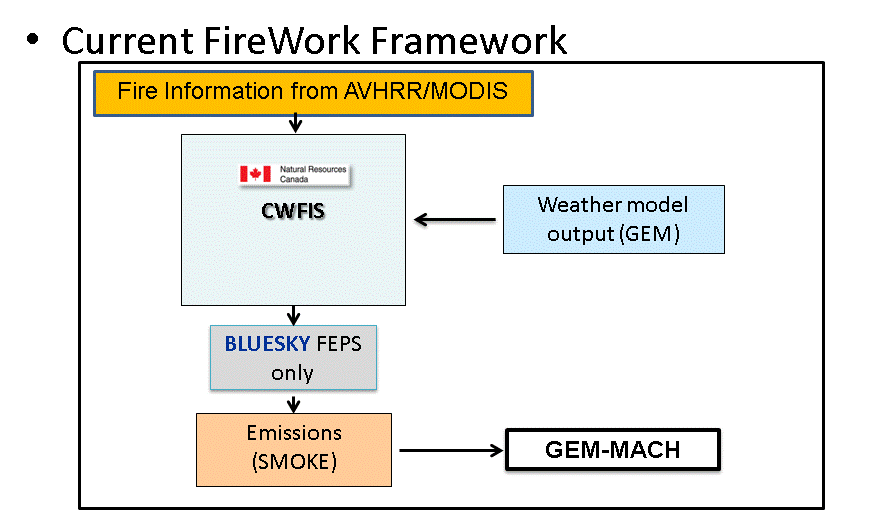 • Current FireWork Framework
Fire Information from AVHRR/MODIS
Natural Resources
Canada
CWFIS
Weather model
output (GEM)
BLUESKY FEPS
only
Emissions
(SMOKE)
GEM-MACH